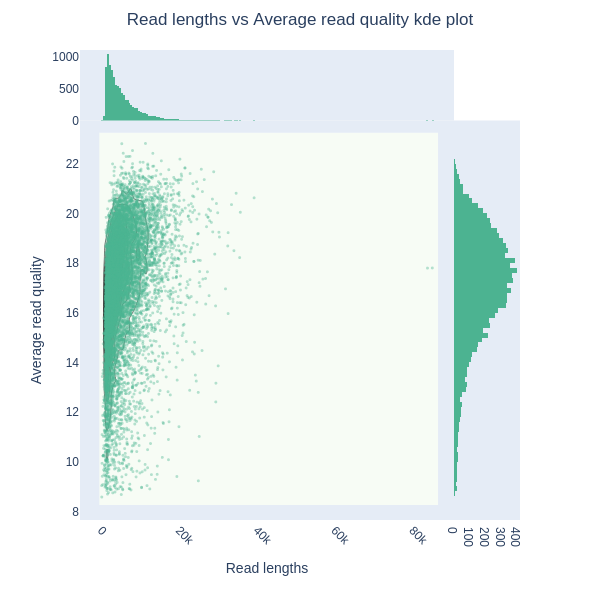 Read lengths vs Average read quality kde plot
1000
500
0
22
20
18
16
14
12
10
8
Average read quality
0
20k
40k
60k
80k
0
100
200
300
400
Read lengths